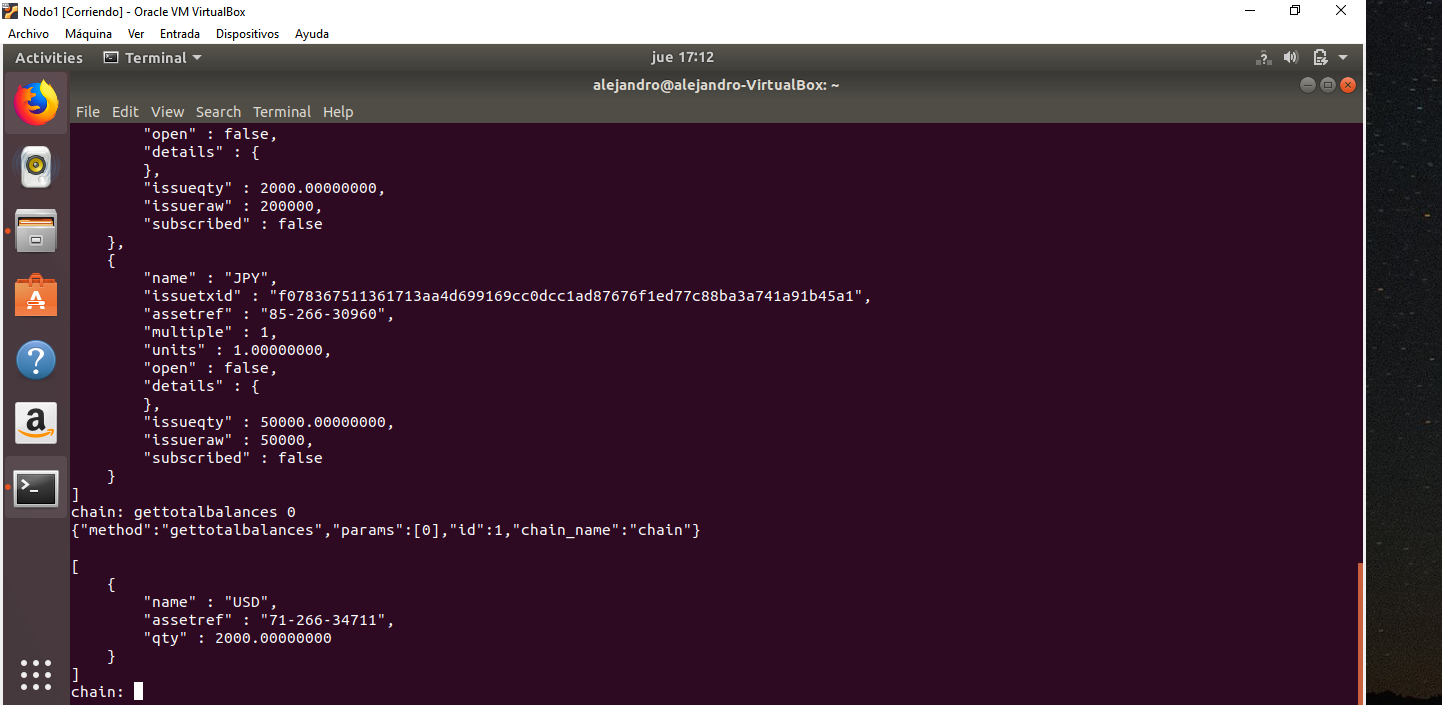 Nodo1 [Corriendo] - Oracle VM VirtualBox
Archivo Máquina Ver Entrada Dispositivos Ayuda
Activities Terminal jue 17:12
alejandro@alejandro-VirtualBox: ~
File Edit View Search Terminal Help
"open" : false,
"details" : {
},
"issueqty" : 2000.00000000,
"issueraw" : 200000,
"subscribed" : false
},
{
"name" : "JPY",
"issuetxid" : "f078367511361713aa4d699169cc0dcc1ad87676f1ed77c88ba3a741a91b45a1",
"assetref" : "85-266-30960",
"multiple" : 1,
"units" : 1.00000000,
"open" : false,
"details" : {
},
"issueqty" : 50000.00000000,
"issueraw" : 50000,
"subscribed" : false
}
]
chain: gettotalbalances 0
{"method":"gettotalbalances","params":[0],"id":1,"chain_name":"chain"}
[
{
"name" : "USD",
"assetref" : "71-266-34711",
"qty" : 2000.00000000
}
]
chain: